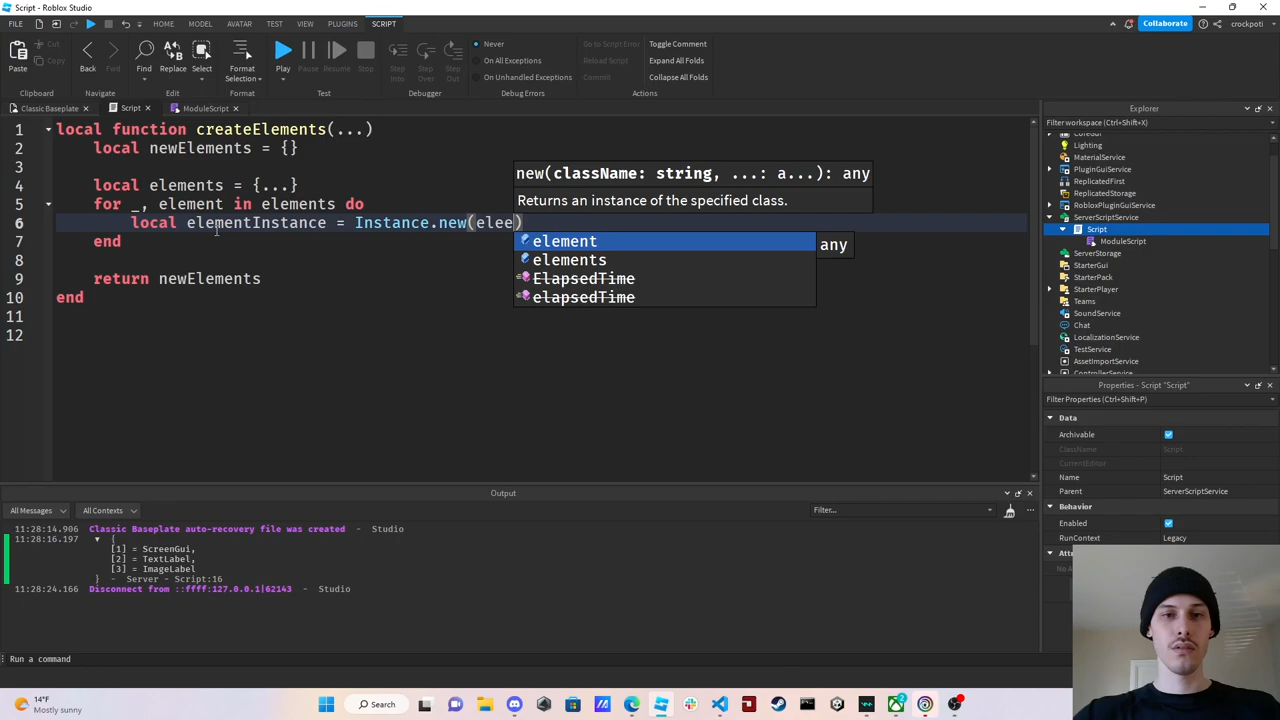 Script - Roblox Studio
FILE HOME MODEL AVATAR TEST VIEW PLUGINS SCRIPT Collaborate crockpoti
Paste Cut Copy Back Fwd Find Replace Select Format Selection Play Pause Resume Stop Step Into Step Over Step Out
Never
On All Exceptions
On Unhandled Exceptions
Go to Script Error
Reload Script
Commit
Toggle Comment
Expand All Folds
Collapse All Folds
Clipboard Navigate Edit Format Test Debugger Debug Errors Actions
Classic Baseplate Script ModuleScript
1 local function createElements(...)
2 local newElements = {}
3
4 local elements = {...}
5 for _, element in elements do
6 local elementInstance = Instance.new(elee)
7 end
8
9 return newElements
10 end
11
12
new(className: string, ...: a...): any
Returns an instance of the specified class.
element
elements
ElapsedTime
elapsedTime
any
Explorer
Filter workspace (Ctrl+Shift+X)
CoreGui
Lighting
MaterialService
PluginGuiService
ReplicatedFirst
ReplicatedStorage
RobloxPluginGuiService
ServerScriptService
Script
ModuleScript
ServerStorage
StarterGui
StarterPack
StarterPlayer
Teams
SoundService
Chat
LocalizationService
TestService
AssetImportService
ControllerService
Properties - Script "Script"
Filter Properties (Ctrl+Shift+P)
Data
Archivable
ClassName Script
CurrentEditor
Name Script
Parent ServerScriptService
Behavior
Enabled
RunContext Legacy
Output
All Messages All Contexts Filter...
11:28:14.906 Classic Baseplate auto-recovery file was created - Studio
11:28:16.197 ▼ {
[1] = ScreenGui,
[2] = TextLabel,
[3] = ImageLabel
} - Server - Script:16
11:28:24.166 Disconnect from ::ffff:127.0.0.1|62143 - Studio
Run a command
14°F
Mostly sunny
Search